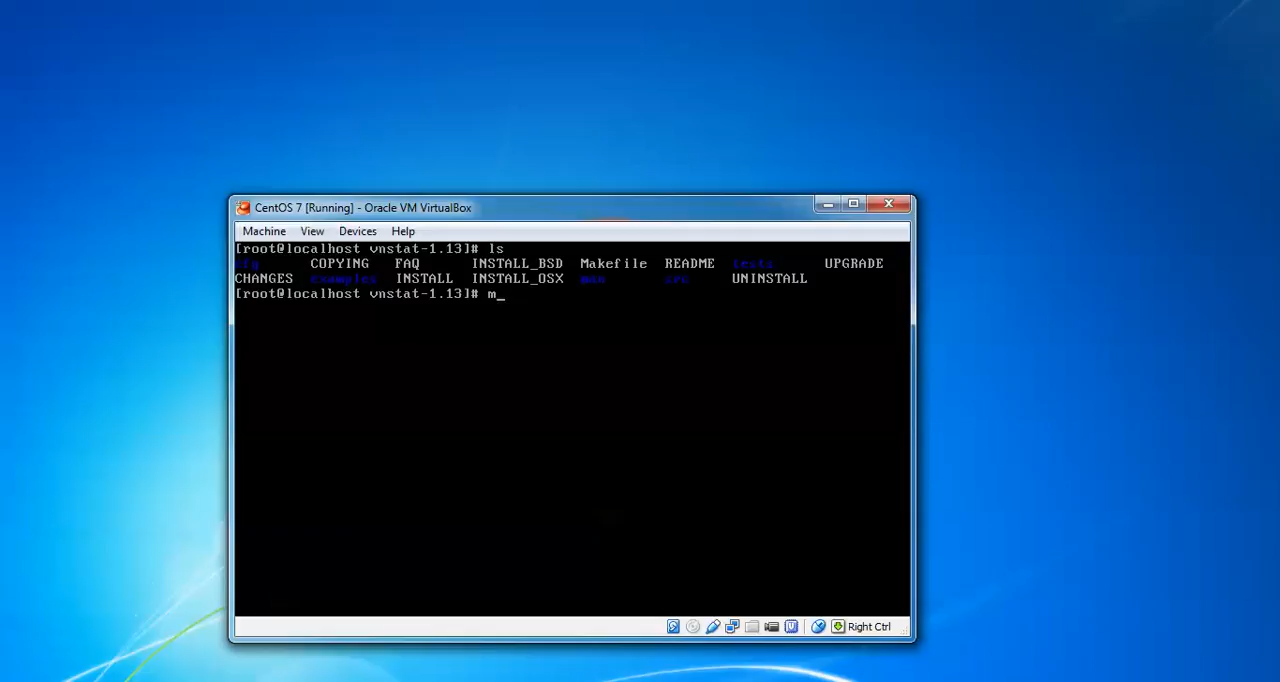 CentOS 7 [Running] - Oracle VM VirtualBox
Machine View Devices Help
[root@localhost vnstat-1.13]# ls
cfg COPYING FAQ INSTALL_BSD Makefile README tests UPGRADE
CHANGES examples INSTALL INSTALL_OSX man src UNINSTALL
[root@localhost vnstat-1.13]# m_
Right Ctrl